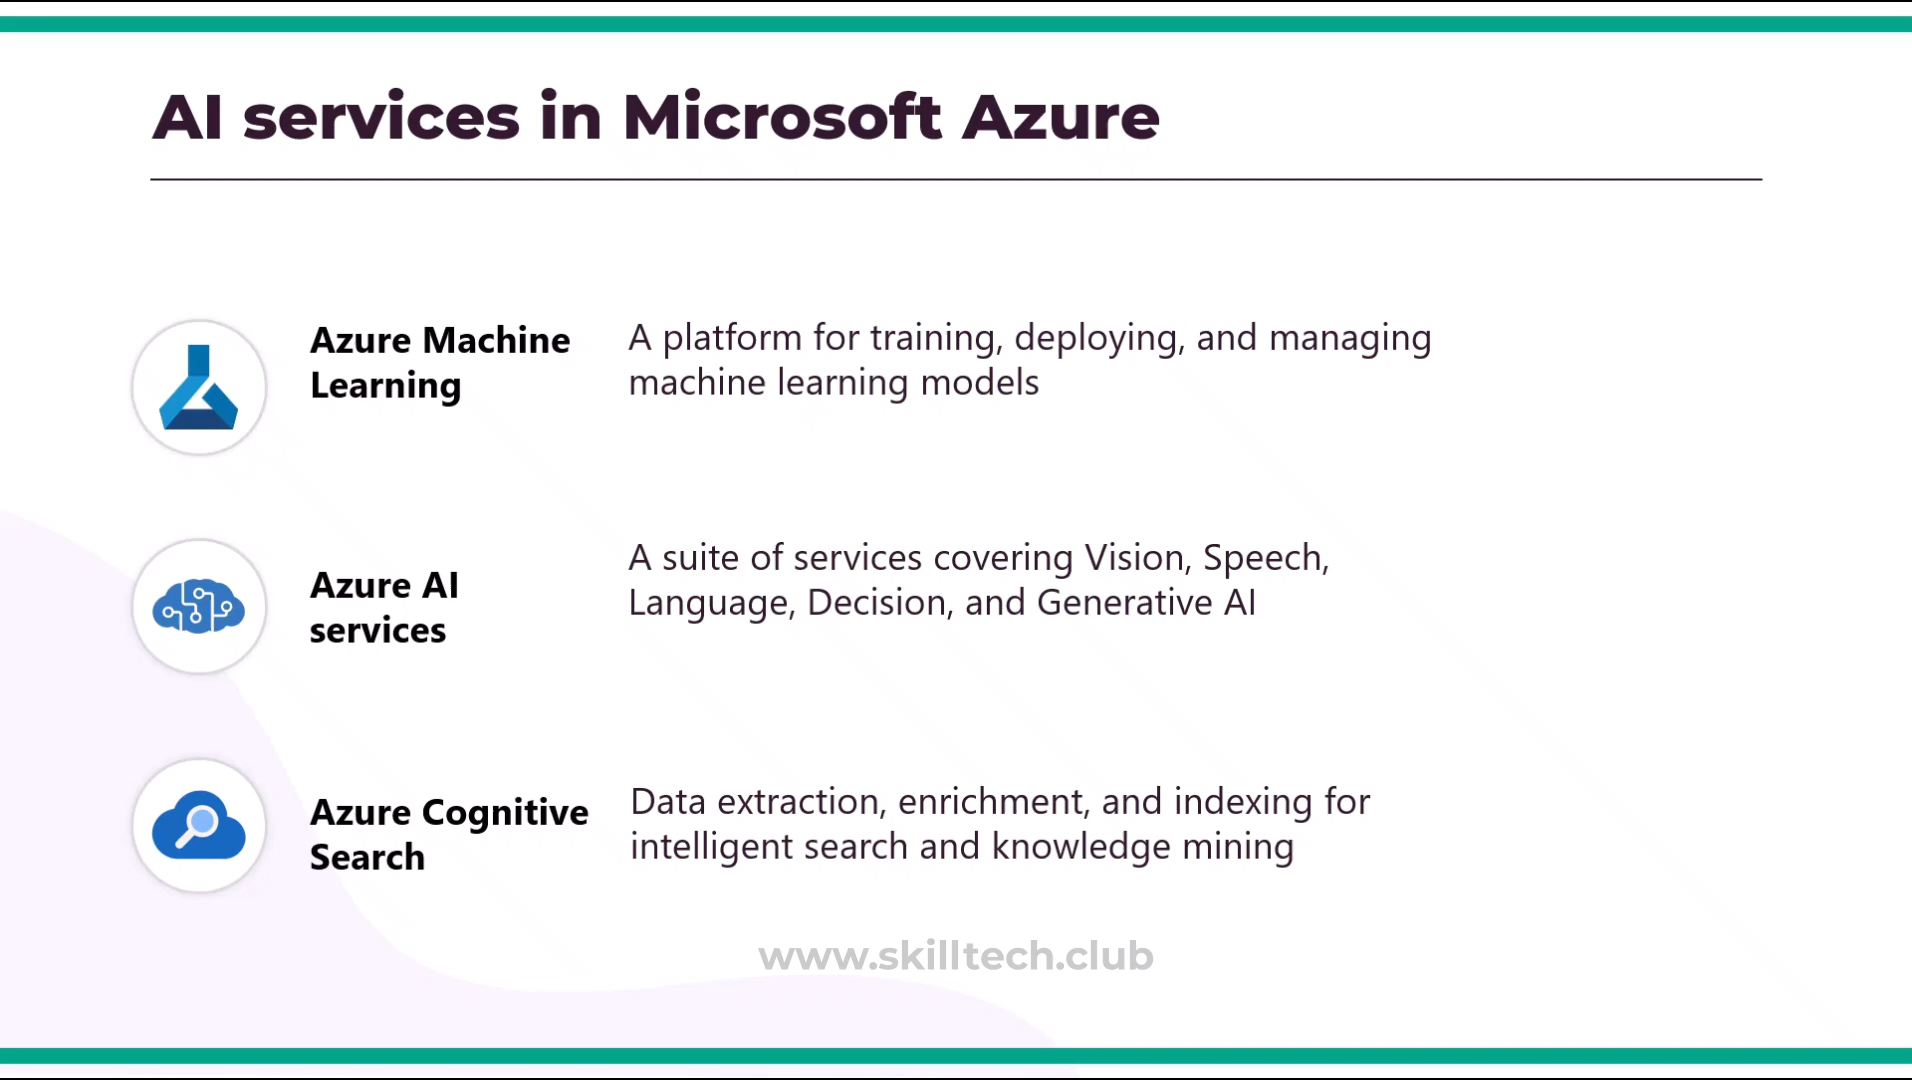 AI services in Microsoft Azure
Azure Machine
Learning
A platform for training, deploying, and managing
machine learning models
Azure AI
services
A suite of services covering Vision, Speech,
Language, Decision, and Generative AI
Azure Cognitive
Search
Data extraction, enrichment, and indexing for
intelligent search and knowledge mining
www.skilltech.club